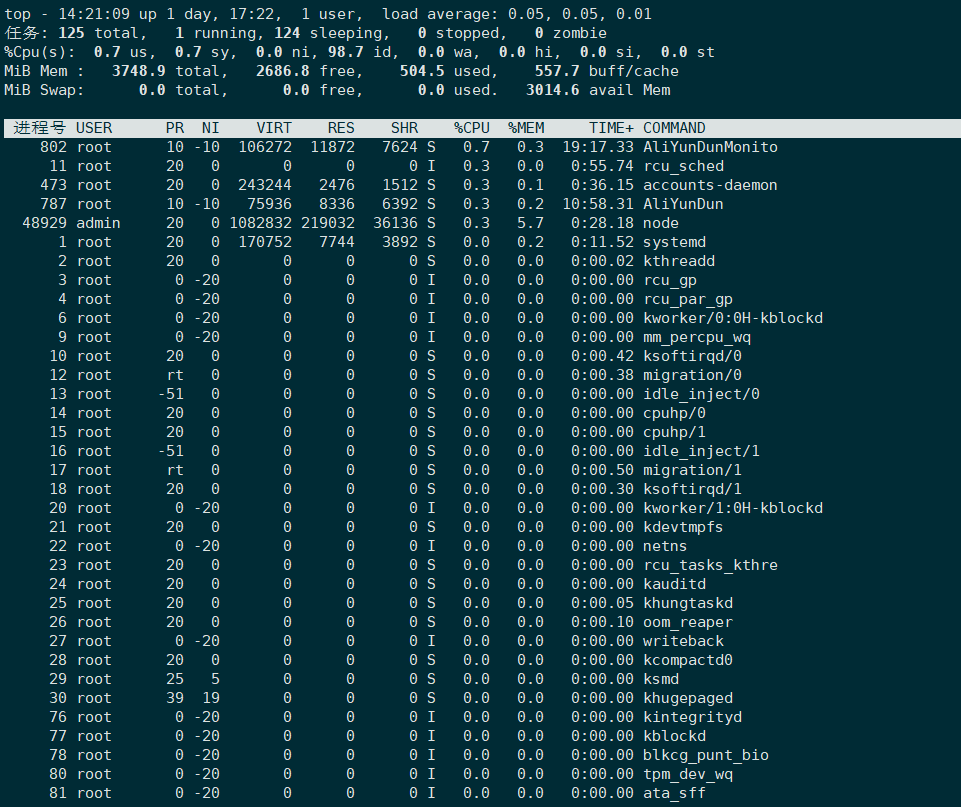 top - 14:21:09 up 1 day, 17:22,  1 user,  load average: 0.05, 0.05, 0.01
任务: 125 total,   1 running, 124 sleeping,   0 stopped,   0 zombie
%Cpu(s):  0.7 us,  0.7 sy,  0.0 ni, 98.7 id,  0.0 wa,  0.0 hi,  0.0 si,  0.0 st
MiB Mem :   3748.9 total,   2686.8 free,    504.5 used,    557.7 buff/cache
MiB Swap:      0.0 total,      0.0 free,      0.0 used.   3014.6 avail Mem
进程号 USER      PR  NI    VIRT    RES    SHR    %CPU  %MEM     TIME+ COMMAND
802 root      10 -10  106272  11872   7624 S   0.7   0.3  19:17.33 AliYunDunMonito
11 root      20   0       0      0      0 I   0.3   0.0   0:55.74 rcu_sched
473 root      20   0  243244   2476   1512 S   0.3   0.1   0:36.15 accounts-daemon
787 root      10 -10   75936   8336   6392 S   0.3   0.2  10:58.31 AliYunDun
48929 admin     20   0 1082832 219032  36136 S   0.3   5.7   0:28.18 node
1 root      20   0  170752   7744   3892 S   0.0   0.2   0:11.52 systemd
2 root      20   0       0      0      0 S   0.0   0.0   0:00.02 kthreadd
3 root       0 -20       0      0      0 I   0.0   0.0   0:00.00 rcu_gp
4 root       0 -20       0      0      0 I   0.0   0.0   0:00.00 rcu_par_gp
6 root       0 -20       0      0      0 I   0.0   0.0   0:00.00 kworker/0:0H-kblockd
9 root       0 -20       0      0      0 I   0.0   0.0   0:00.00 mm_percpu_wq
10 root      20   0       0      0      0 S   0.0   0.0   0:00.42 ksoftirqd/0
12 root      rt   0       0      0      0 S   0.0   0.0   0:00.38 migration/0
13 root     -51   0       0      0      0 S   0.0   0.0   0:00.00 idle_inject/0
14 root      20   0       0      0      0 S   0.0   0.0   0:00.00 cpuhp/0
15 root      20   0       0      0      0 S   0.0   0.0   0:00.00 cpuhp/1
16 root     -51   0       0      0      0 S   0.0   0.0   0:00.00 idle_inject/1
17 root      rt   0       0      0      0 S   0.0   0.0   0:00.50 migration/1
18 root      20   0       0      0      0 S   0.0   0.0   0:00.30 ksoftirqd/1
20 root       0 -20       0      0      0 I   0.0   0.0   0:00.00 kworker/1:0H-kblockd
21 root      20   0       0      0      0 S   0.0   0.0   0:00.00 kdevtmpfs
22 root       0 -20       0      0      0 I   0.0   0.0   0:00.00 netns
23 root      20   0       0      0      0 S   0.0   0.0   0:00.00 rcu_tasks_kthre
24 root      20   0       0      0      0 S   0.0   0.0   0:00.00 kauditd
25 root      20   0       0      0      0 S   0.0   0.0   0:00.05 khungtaskd
26 root      20   0       0      0      0 S   0.0   0.0   0:00.10 oom_reaper
27 root       0 -20       0      0      0 I   0.0   0.0   0:00.00 writeback
28 root      20   0       0      0      0 S   0.0   0.0   0:00.00 kcompactd0
29 root      25   5       0      0      0 S   0.0   0.0   0:00.00 ksmd
30 root      39  19       0      0      0 S   0.0   0.0   0:00.00 khugepaged
76 root       0 -20       0      0      0 I   0.0   0.0   0:00.00 kintegrityd
77 root       0 -20       0      0      0 I   0.0   0.0   0:00.00 kblockd
78 root       0 -20       0      0      0 I   0.0   0.0   0:00.00 blkcg_punt_bio
80 root       0 -20       0      0      0 I   0.0   0.0   0:00.00 tpm_dev_wq
81 root       0 -20       0      0      0 I   0.0   0.0   0:00.00 ata_sff